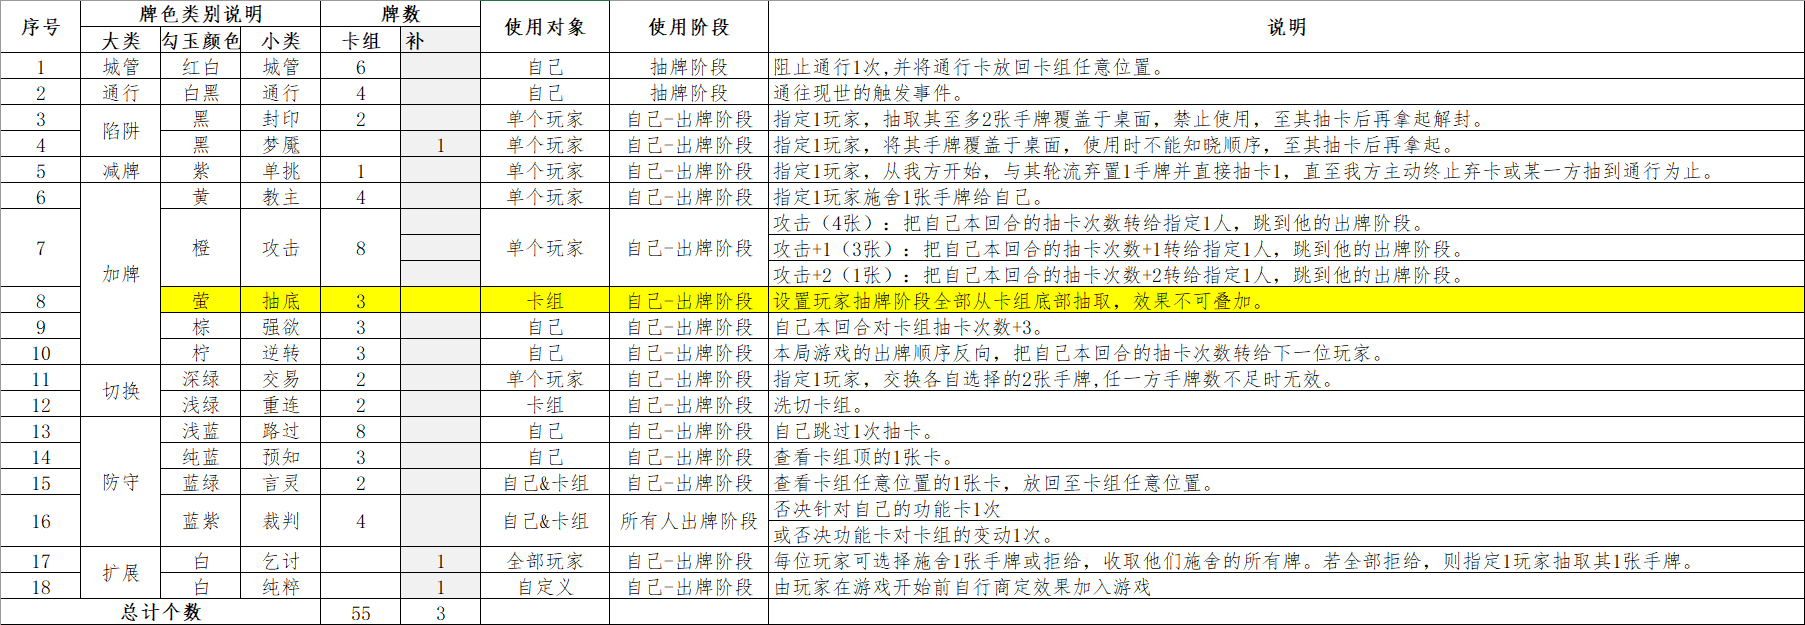 序号 牌色类别说明 牌数 使用对象 使用阶段 说明
大类 勾玉颜色 小类 卡组 补
1 城管 红白 城管 6 自己 抽牌阶段 阻止通行1次,并将通行卡放回卡组任意位置。
2 通行 白黑 通行 4 自己 抽牌阶段 通往现世的触发事件。
3 陷阱 黑 封印 2 单个玩家 自己-出牌阶段 指定1玩家，抽取其至多2张手牌覆盖于桌面，禁止使用，至其抽卡后再拿起解封。
4 黑 梦魇 1 单个玩家 自己-出牌阶段 指定1玩家，将其手牌覆盖于桌面，使用时不能知晓顺序，至其抽卡后再拿起。
5 减牌 紫 单挑 1 单个玩家 自己-出牌阶段 指定1玩家，从我方开始，与其轮流弃置1手牌并直接抽卡1，直至我方主动终止弃卡或某一方抽到通行为止。
6 加牌 黄 教主 4 单个玩家 自己-出牌阶段 指定1玩家施舍1张手牌给自己。
7 橙 攻击 8 单个玩家 自己-出牌阶段 攻击（4张）：把自己本回合的抽卡次数转给指定1人，跳到他的出牌阶段。
攻击+1（3张）：把自己本回合的抽卡次数+1转给指定1人，跳到他的出牌阶段。
攻击+2（1张）：把自己本回合的抽卡次数+2转给指定1人，跳到他的出牌阶段。
8 萤 抽底 3 卡组 自己-出牌阶段 设置玩家抽牌阶段全部从卡组底部抽取，效果不可叠加。
9 棕 强欲 3 自己 自己-出牌阶段 自己本回合对卡组抽卡次数+3。
10 柠 逆转 3 自己 自己-出牌阶段 本局游戏的出牌顺序反向，把自己本回合的抽卡次数转给下一位玩家。
11 切换 深绿 交易 2 单个玩家 自己-出牌阶段 指定1玩家，交换各自选择的2张手牌,任一方手牌数不足时无效。
12 浅绿 重连 2 卡组 自己-出牌阶段 洗切卡组。
13 防守 浅蓝 路过 8 自己 自己-出牌阶段 自己跳过1次抽卡。
14 纯蓝 预知 3 自己 自己-出牌阶段 查看卡组顶的1张卡。
15 蓝绿 言灵 2 自己&卡组 自己-出牌阶段 查看卡组任意位置的1张卡，放回至卡组任意位置。
16 蓝紫 裁判 4 自己&卡组 所有人出牌阶段 否决针对自己的功能卡1次
或否决功能卡对卡组的变动1次。
17 扩展 白 乞讨 1 全部玩家 自己-出牌阶段 每位玩家可选择施舍1张手牌或拒给，收取他们施舍的所有牌。若全部拒给，则指定1玩家抽取其1张手牌。
18 白 纯粹 1 自定义 自己-出牌阶段 由玩家在游戏开始前自行商定效果加入游戏
总计个数 55 3